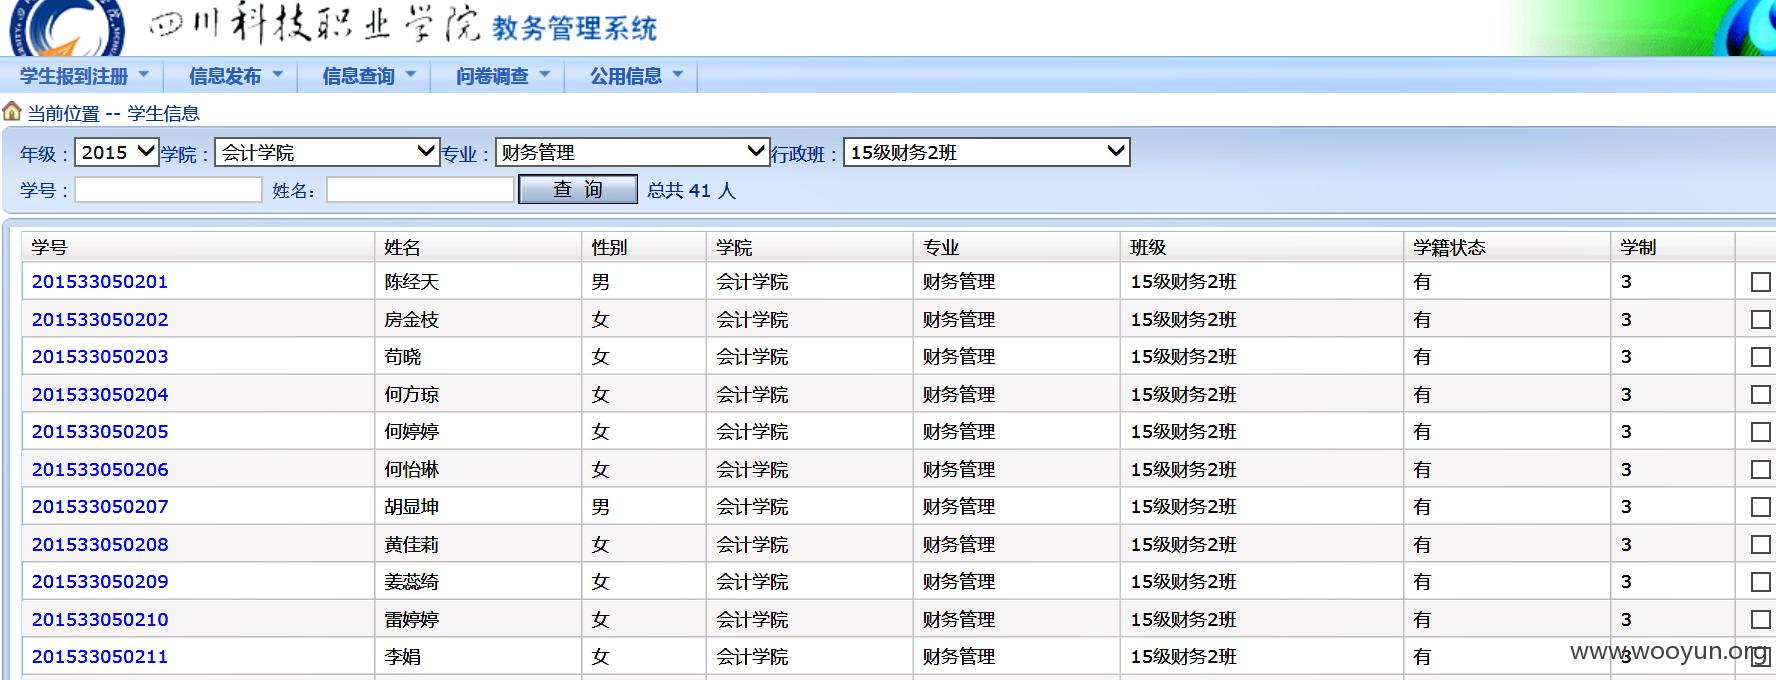 四川科技职业学院 教务管理系统
学生报到注册 信息发布 信息查询 问卷调查 公用信息
当前位置 -- 学生信息
年级： 2015 学院： 会计学院 专业： 财务管理 行政班： 15级财务2班
学号： 姓名： 查 询 总共 41 人
学号 姓名 性别 学院 专业 班级 学籍状态 学制
201533050201 陈经天 男 会计学院 财务管理 15级财务2班 有 3
201533050202 房金枝 女 会计学院 财务管理 15级财务2班 有 3
201533050203 苟晓 女 会计学院 财务管理 15级财务2班 有 3
201533050204 何方琼 女 会计学院 财务管理 15级财务2班 有 3
201533050205 何婷婷 女 会计学院 财务管理 15级财务2班 有 3
201533050206 何怡琳 女 会计学院 财务管理 15级财务2班 有 3
201533050207 胡显坤 男 会计学院 财务管理 15级财务2班 有 3
201533050208 黄佳莉 女 会计学院 财务管理 15级财务2班 有 3
201533050209 姜蕊绮 女 会计学院 财务管理 15级财务2班 有 3
201533050210 雷婷婷 女 会计学院 财务管理 15级财务2班 有 3
201533050211 李娟 女 会计学院 财务管理 15级财务2班 有 3
www.wooyun.org